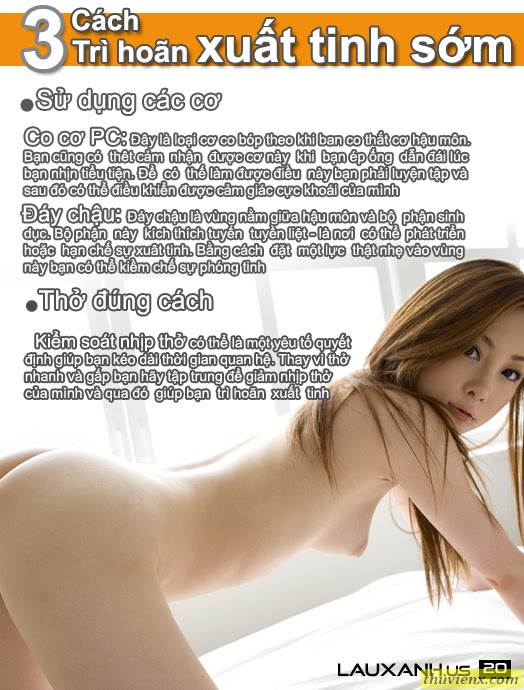 3 Cách
Trì hoãn xuất tinh sớm
Sử dụng các cơ
Co cơ PC: Đây là loại cơ co bóp theo khi ban co thắt cơ hậu môn.
Bạn cũng có thêt cảm nhận được cơ này khi bạn ép ống dẫn đái lúc
bạn nhịn tiểu tiện. Để có thể làm được điều này bạn phải luyện tập và
sau đó có thể điều khiển được cảm giác cực khoái của mình
Đáy chậu: Đáy chậu là vùng nằm giữa hậu môn và bộ phận sinh
dục. Bộ phận này kích thích tuyến tuyền liệt - là nơi có thể phát triển
hoặc hạn chế sự xuât tinh. Bằng cách đặt một lực thật nhẹ vào vùng
này bạn có thể kiềm chế sự phóng tinh
Thở đúng cách
Kiểm soát nhịp thở có thể là một yêu tố quyết
định giúp bạn kéo dài thời gian quan hệ. Thay vì thở
nhanh và gấp bạn hãy tập trung để giảm nhịp thở
của mình và qua đó giúp bạn trì hoãn xuất tinh
LAUXANH.US 20
thuvienx.com